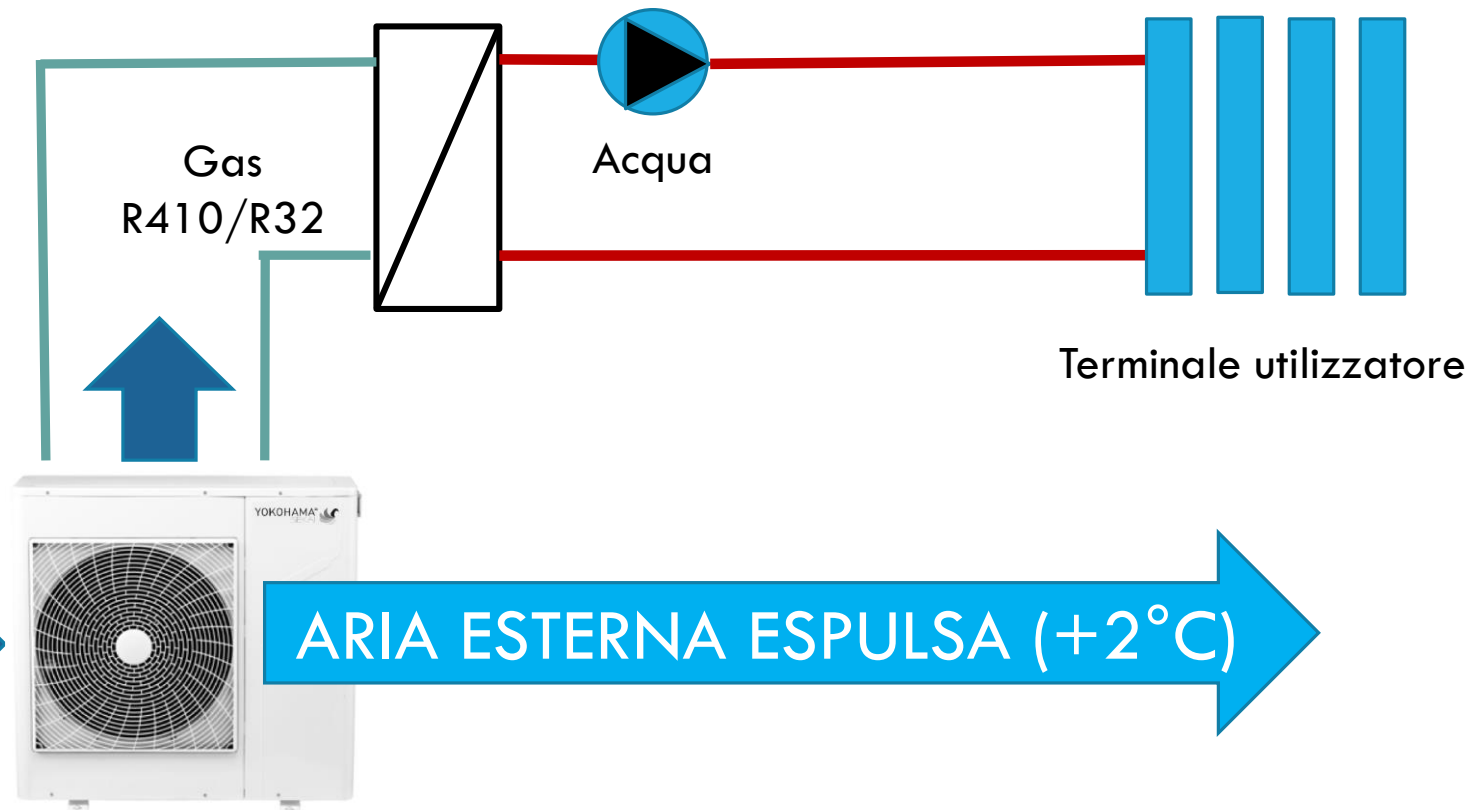 Gas
R410/R32
Acqua
Terminale utilizzatore
YOKOHAMA
ARIA ESTERNA ESPULSA (+2°C)